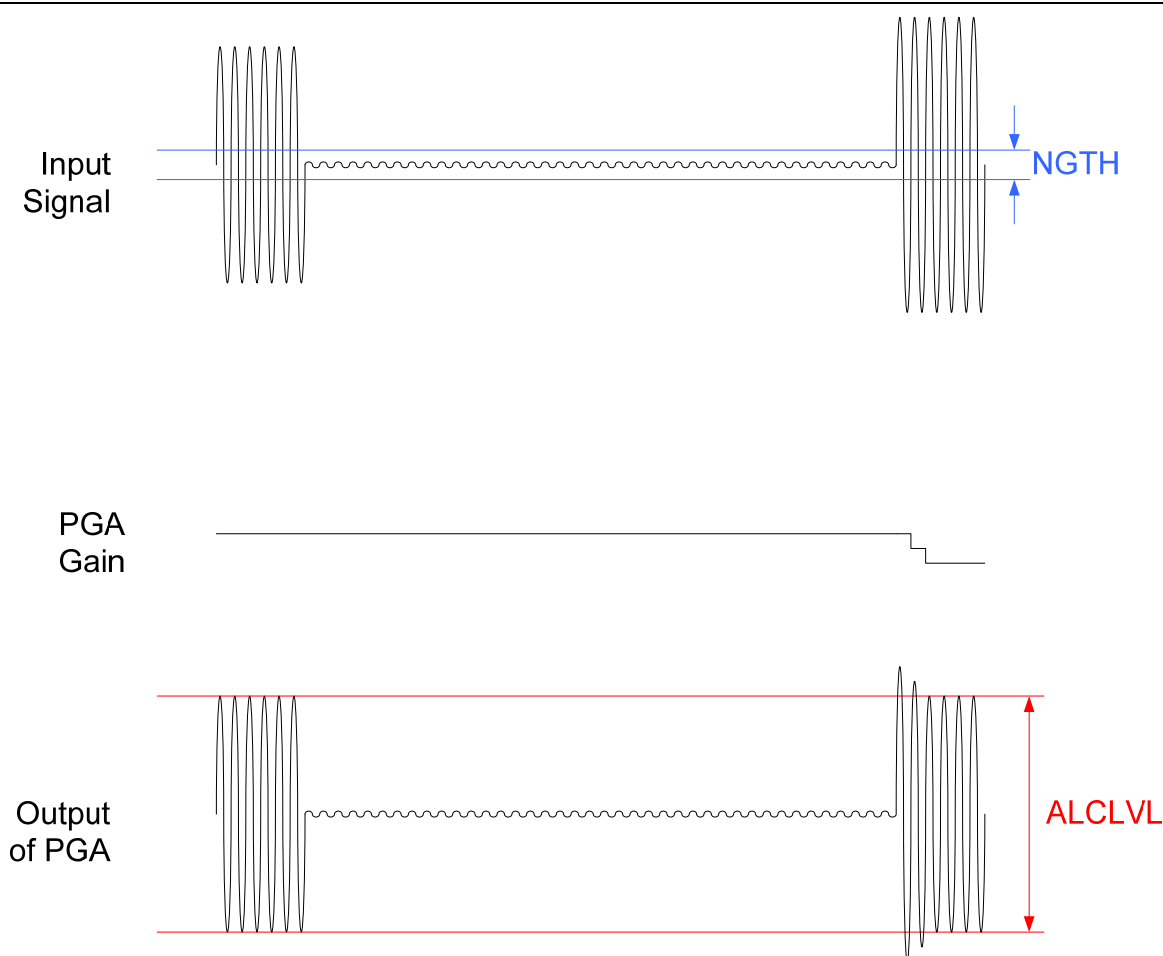 Input
Signal
NGTH
PGA
Gain
Output
of PGA
ALCLVL